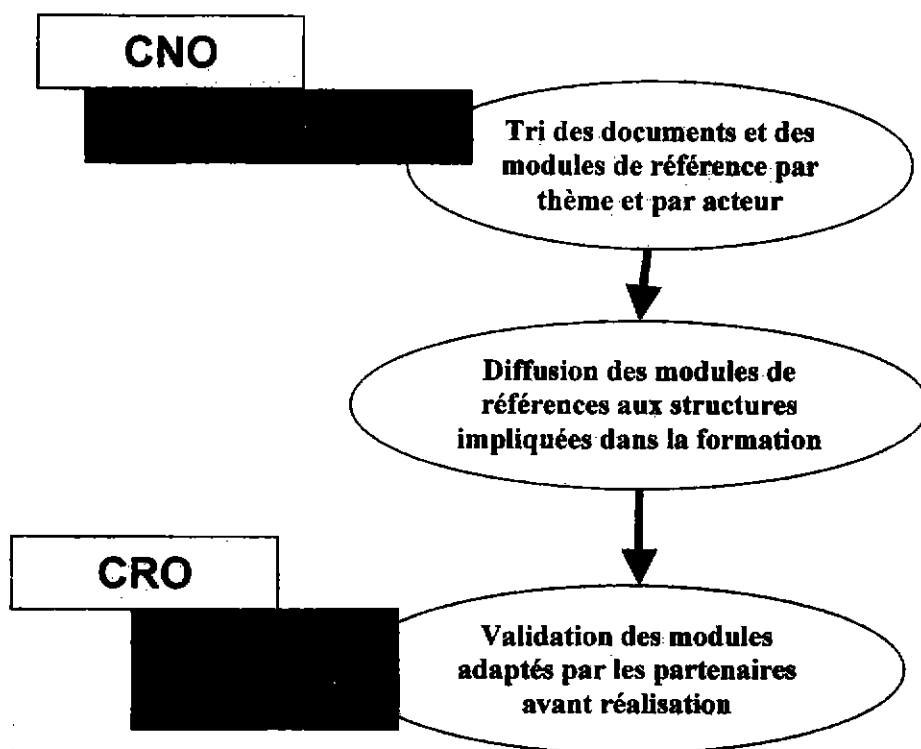 CNO
Tri des documents et des
modules de référence par
thème et par acteur
Diffusion des modules de
références aux structures
impliquées dans la formation
CRO
Validation des modules
adaptés par les partenaires
avant réalisation